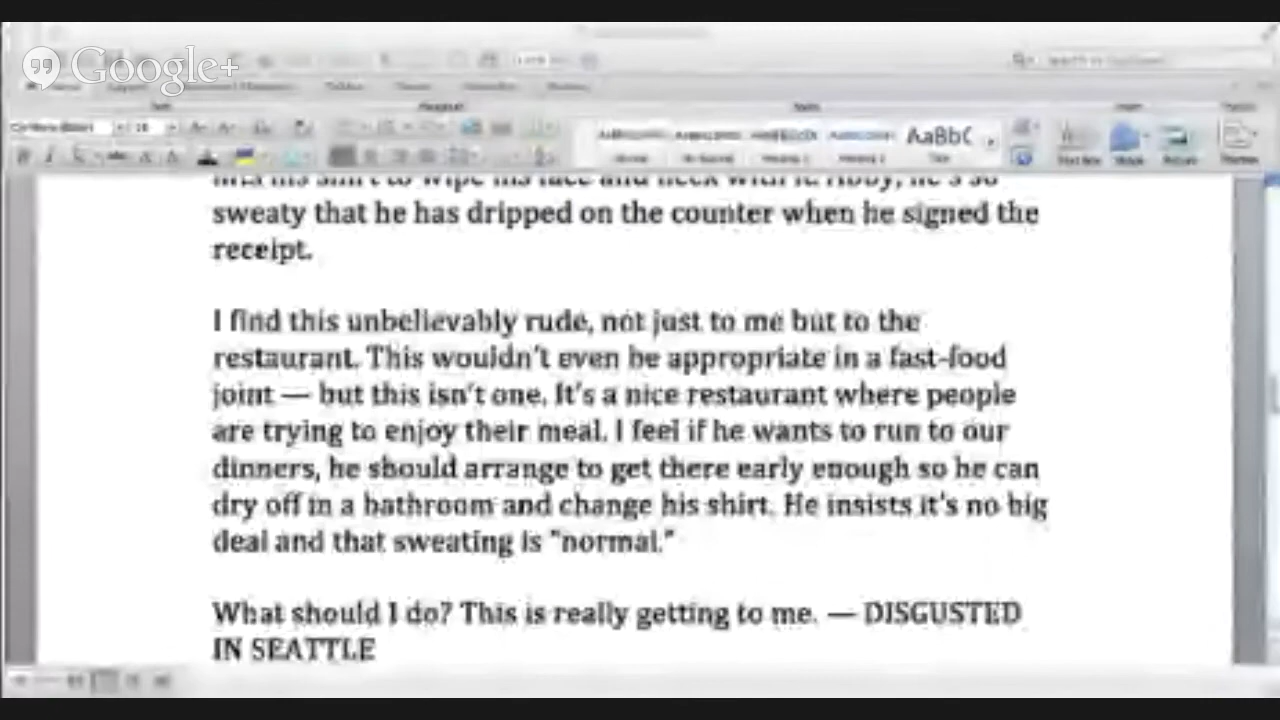 Google+
AaBbC
sweaty that he has dripped on the counter when he signed the
receipt.
I find this unbelievably rude, not just to me but to the
restaurant. This wouldn't even be appropriate in a fast-food
joint — but this isn't one. It's a nice restaurant where people
are trying to enjoy their meal. I feel if he wants to run to our
dinners, he should arrange to get there early enough so he can
dry off in a bathroom and change his shirt. He insists it's no big
deal and that sweating is "normal."
What should I do? This is really getting to me. — DISGUSTED
IN SEATTLE